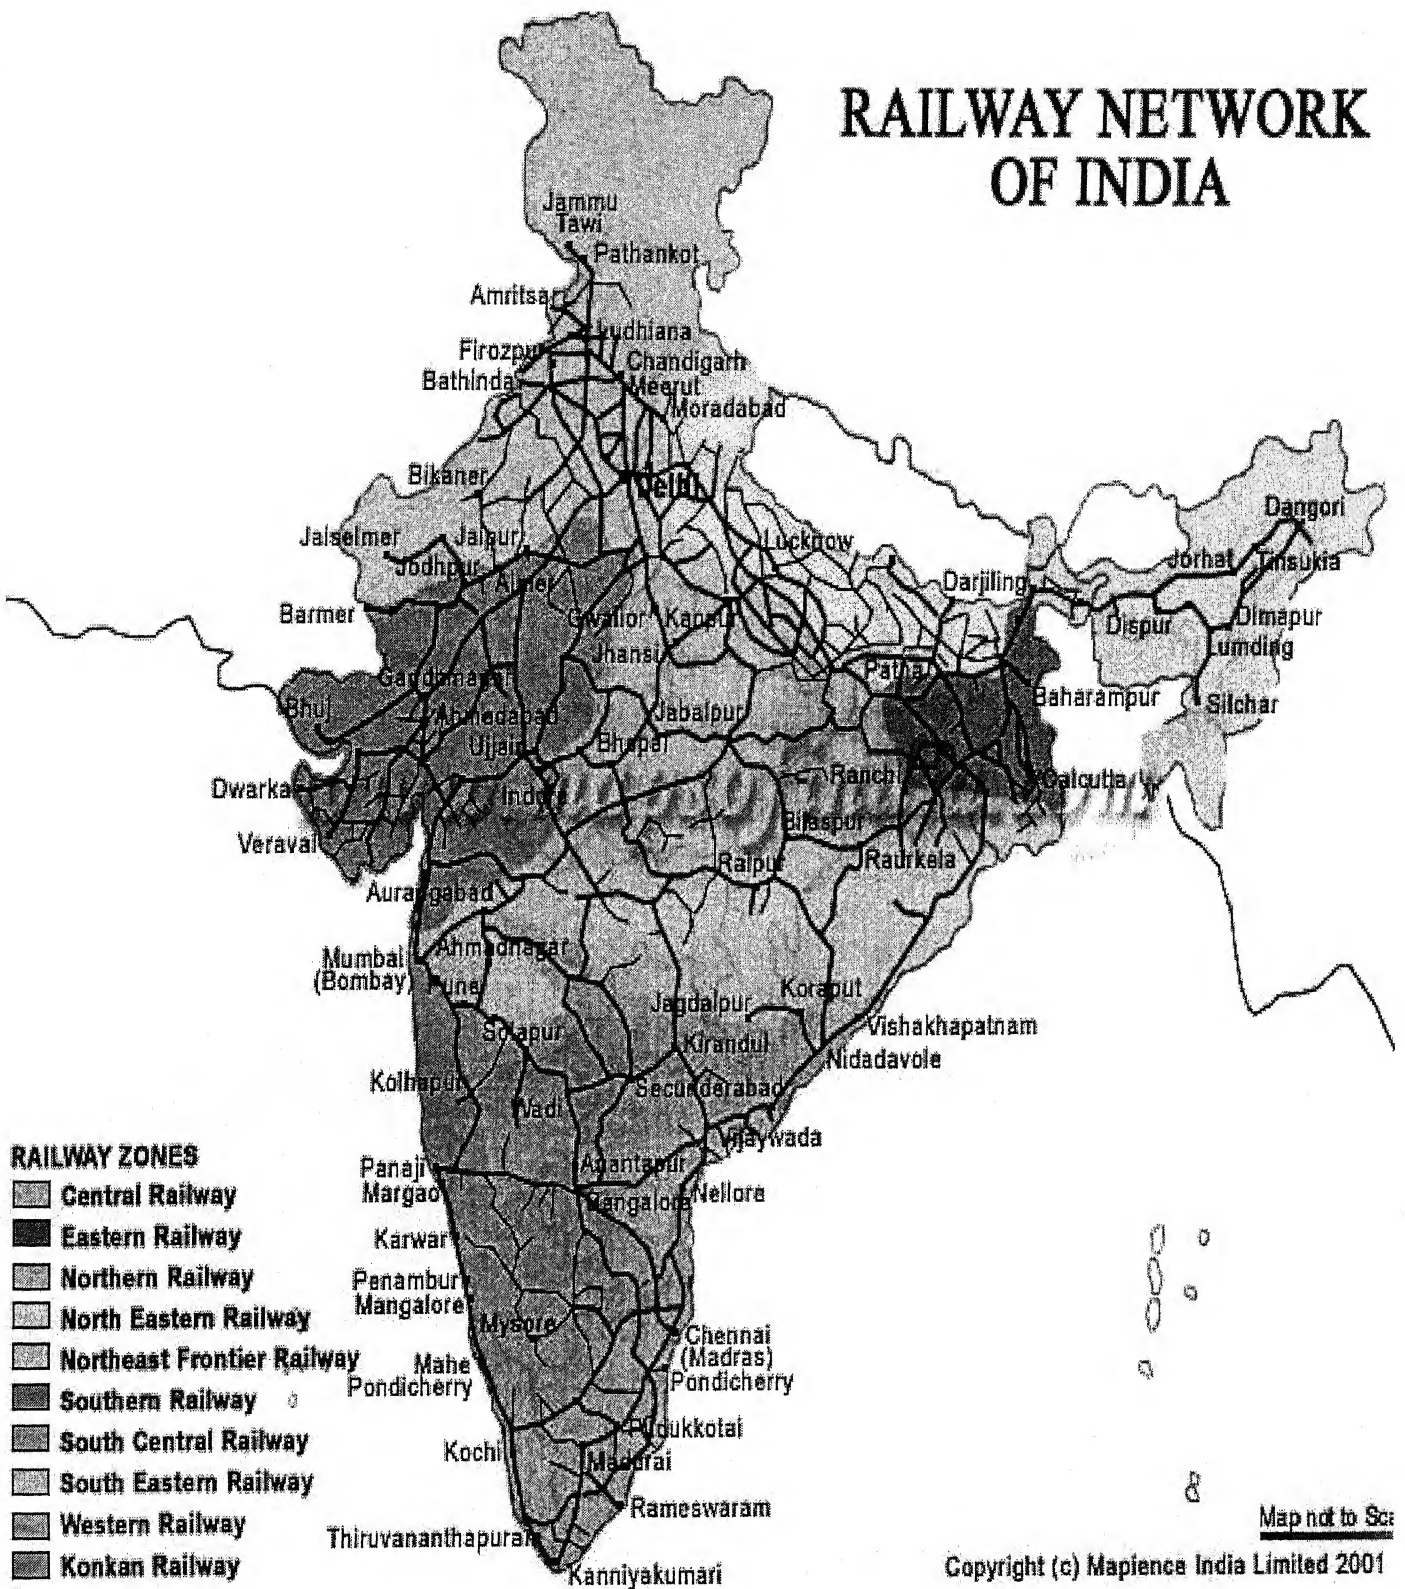 RAILWAY NETWORK
OF INDIA
Jammu
Tawi
Pathankot
Amritsar
Ludhiana
Firozpur
Chandigarh
Bathinda
Meerut
Moradabad
Bikaner
Delhi
Dangori
Jaiselmer
Jaipur
Lucknow
Jorhat
Tinsukia
Jodhpur
Ajmer
Darjiling
Barmer
Gwalior
Kanpur
Dispur
Dimapur
Jhansi
Lumding
Patna
Gandhinagar
Baharampur
Silchar
Bhuj
Ahmedabad
Jabalpur
Ujjain
Bhopal
Ranchi
Calcutta
Dwarka
Indore
Bilaspur
Veraval
Raipur
Raurkela
Aurangabad
Mumbai
(Bombay)
Ahmadnagar
Pune
Jagdalpur
Koraput
Solapur
Vishakhapatnam
Kirandul
Nidadavole
Kolhapur
Secunderabad
Wadi
Vijaywada
RAILWAY ZONES
Central Railway
Eastern Railway
Northern Railway
North Eastern Railway
Northeast Frontier Railway
Southern Railway
South Central Railway
South Eastern Railway
Western Railway
Konkan Railway
Panaji
Margao
Anantapur
Bangalore
Nellore
Karwar
Penambur
Mangalore
Mysore
Chennai
(Madras)
Mahe
Pondicherry
Pondicherry
Pudukkotai
Kochi
Madurai
Rameswaram
Thiruvananthapuram
Kanniyakumari
Map not to Sca
Copyright (c) Mapience India Limited 2001